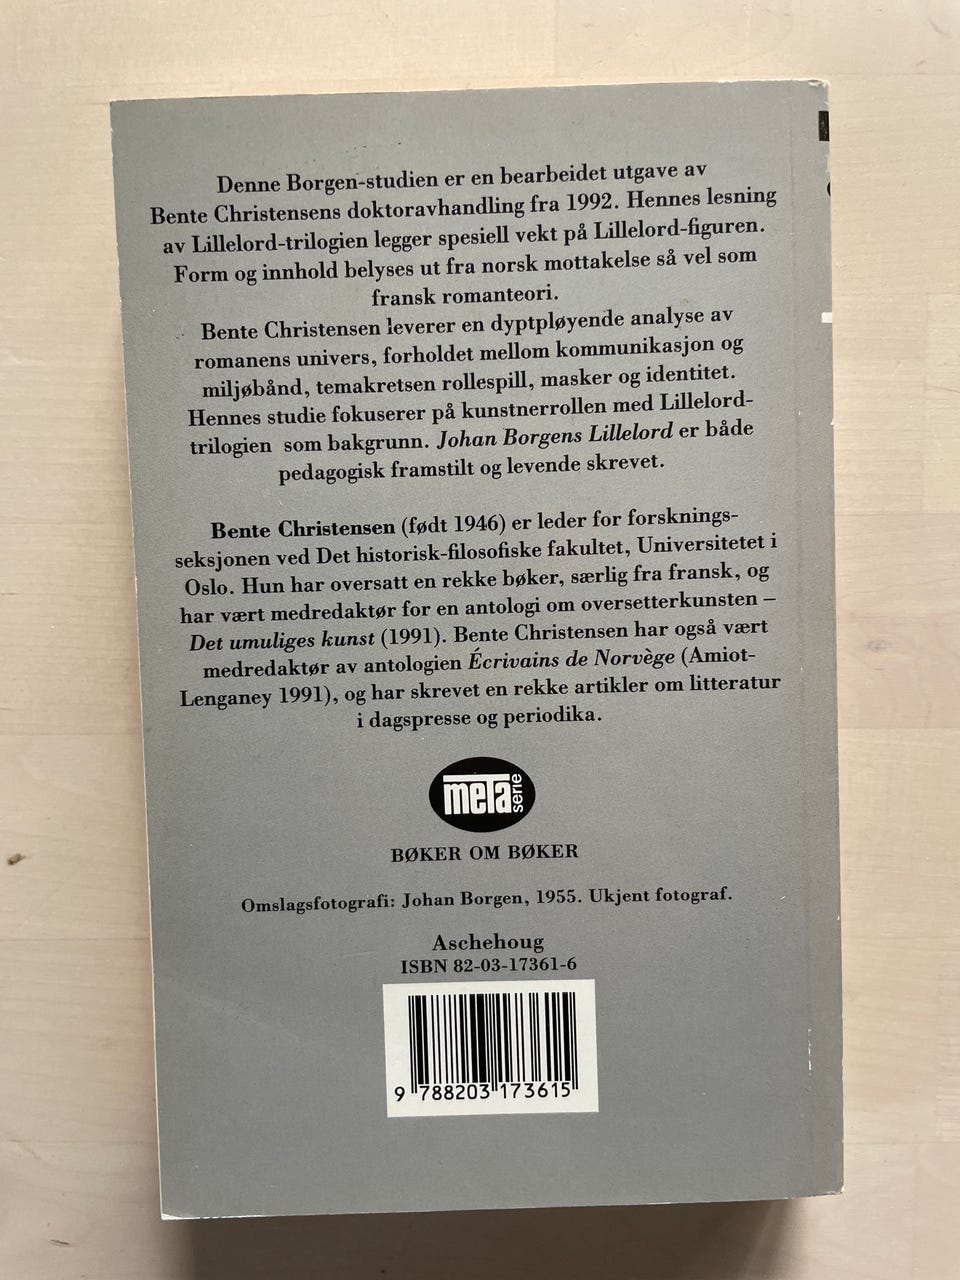 Denne Borgen-studien er en bearbeidet utgave av
Bente Christensens doktoravhandling fra 1992. Hennes lesning
av Lillelord-trilogien legger spesiell vekt på Lillelord-figuren.
Form og innhold belyses ut fra norsk mottakelse så vel som
fransk romanteori.
Bente Christensen leverer en dyptpløyende analyse av
romanens univers, forholdet mellom kommunikasjon og
miljøbånd, temakretsen rollespill, masker og identitet.
Hennes studie fokuserer på kunstnerrollen med Lillelord-
trilogien som bakgrunn. Johan Borgens Lillelord er både
pedagogisk framstilt og levende skrevet.
Bente Christensen (født 1946) er leder for forsknings-
seksjonen ved Det historisk-filosofiske fakultet, Universitetet i
Oslo. Hun har oversatt en rekke bøker, særlig fra fransk, og
har vært medredaktør for en antologi om oversetterkunsten –
Det umuliges kunst (1991). Bente Christensen har også vært
medredaktør av antologien Écrivains de Norvège (Amiot-
Lenganey 1991), og har skrevet en rekke artikler om litteratur
i dagspresse og periodika.
meta serie
BØKER OM BØKER
Omslagsfotografi: Johan Borgen, 1955. Ukjent fotograf.
Aschehoug
ISBN 82-03-17361-6
9 788203 173615